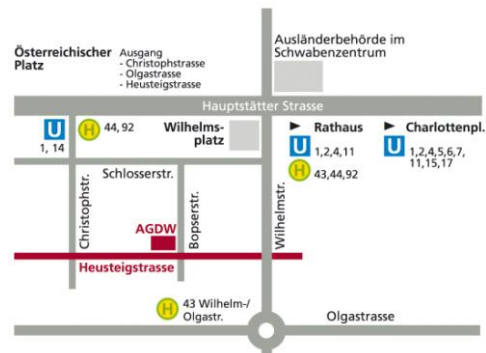 Österreichischer
Platz
Ausgang
- Christophstrasse
- Olgastrasse
- Heusteigstrasse
Ausländerbehörde im
Schwabenzentrum
Hauptstätter Strasse
U
1, 14
H
44, 92
Wilhelms-
platz
Rathaus
U
1,2,4,11
H
43,44,92
Charlottenpl.
U
1,2,4,5,6,7,
11,15,17
Schlosserstr.
Christophstr.
Bopserstr.
Wilhelmstr.
AGDW
Heusteigstrasse
H
43 Wilhelm-/
Olgastr.
Olgastrasse